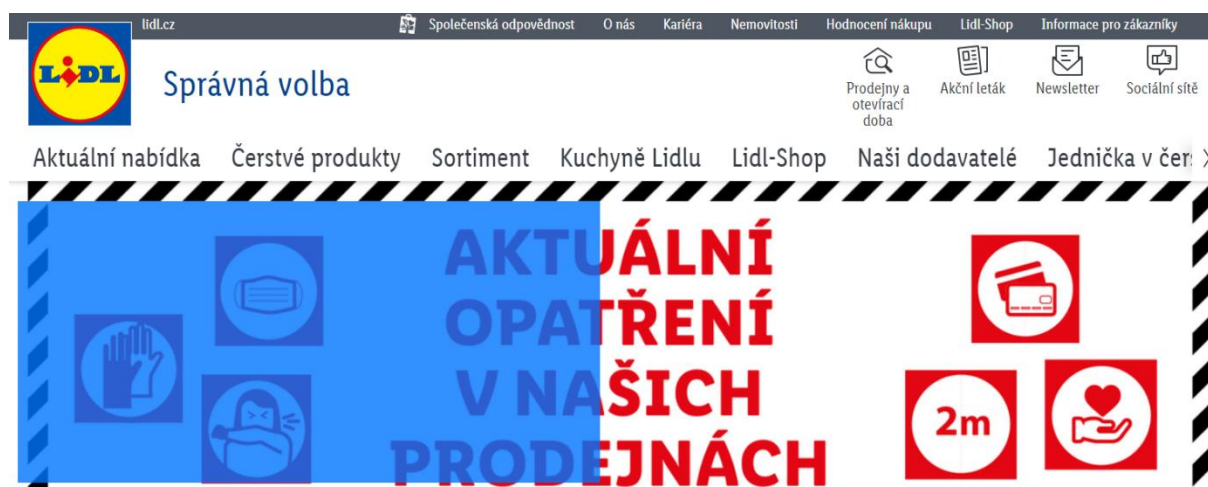 lidl.cz
Společenská odpovědnost O nás Kariéra Nemovitosti Hodnocení nákupu Lidl-Shop Informace pro zákazníky
LiDL
Správná volba
Prodejny a
otevírací
doba
Akční leták
Newsletter
Sociální sítě
Aktuální nabídka Čerstvé produkty Sortiment Kuchyně Lidlu Lidl-Shop Naši dodavatelé Jednička v čer
AKTUÁLNÍ
OPATŘENÍ
V NAŠICH
PRODEJNÁCH
2m